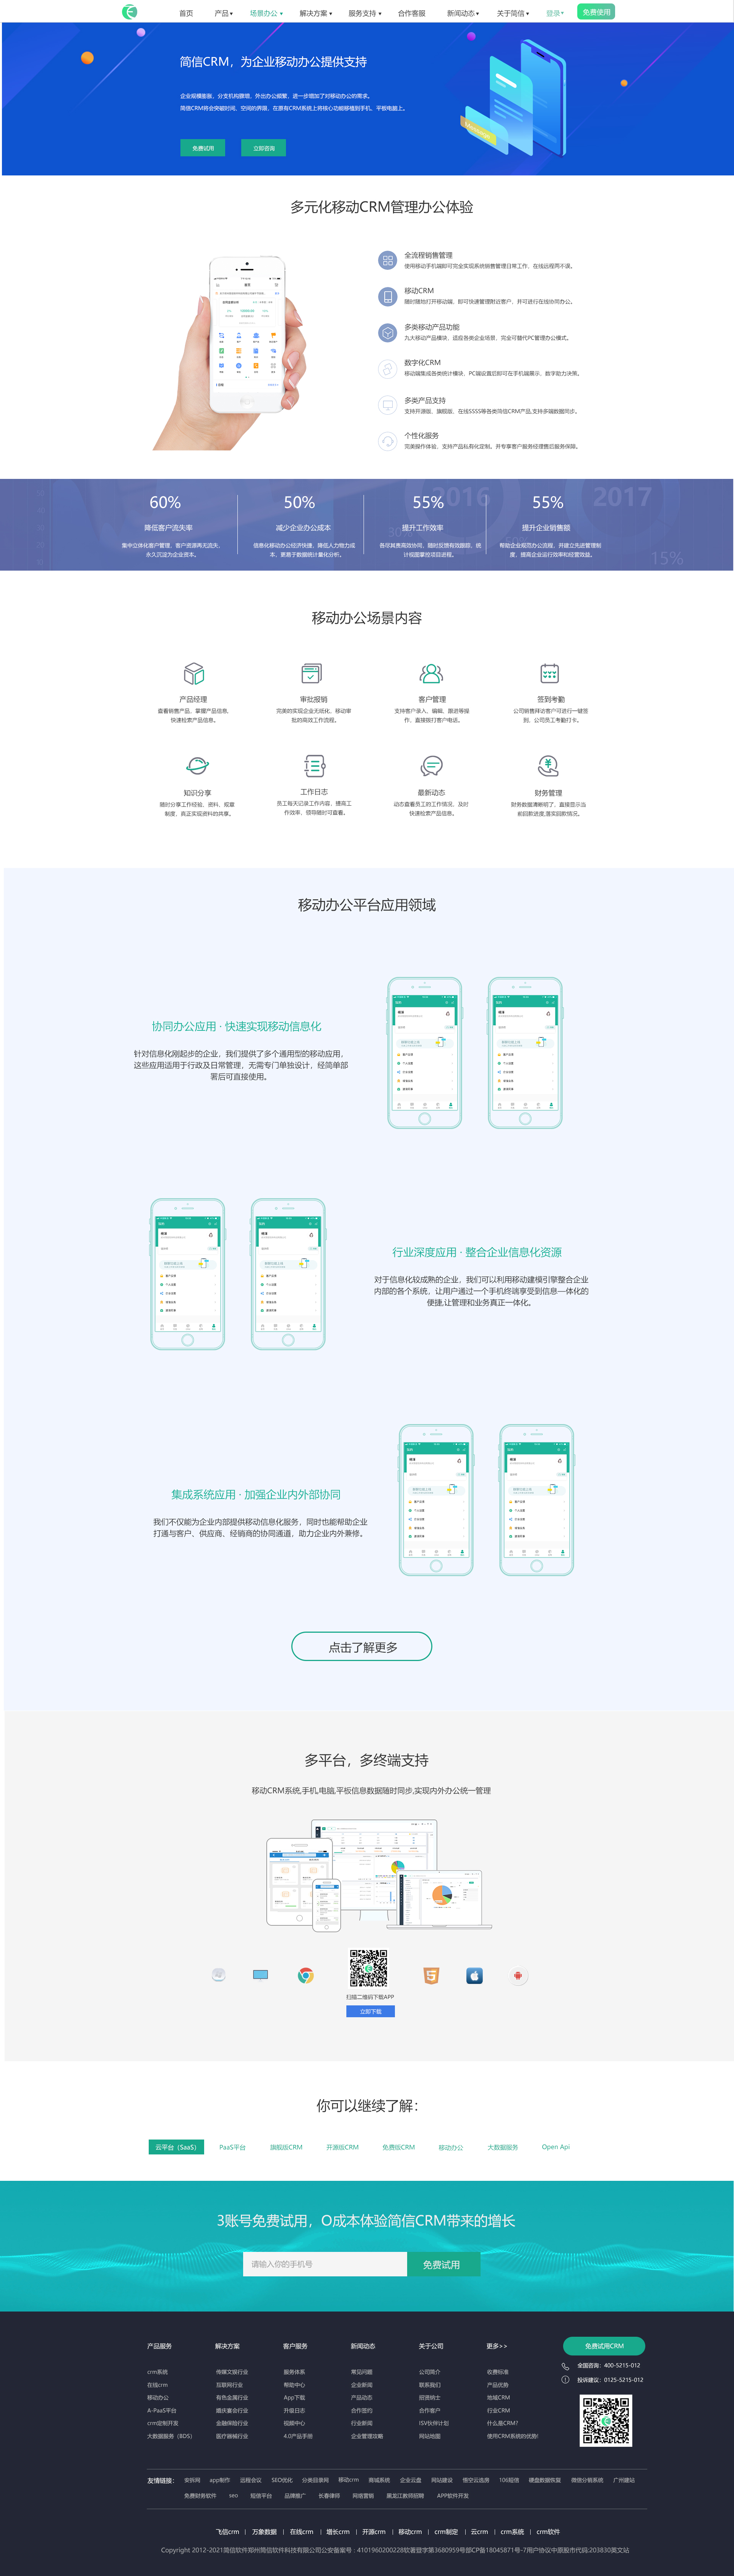 首页 产品 场景办公 解决方案 服务支持 合作客服 新闻动态 关于简信 登录 免费使用
简信CRM，为企业移动办公提供支持
企业规模膨胀、分支机构激增、外出办公频繁，进一步增加了对移动办公的需求。
简信CRM将会突破时间、空间的界限，在原有CRM系统上将核心功能移植到手机、平板电脑上。
免费试用 立即咨询
多元化移动CRM管理办公体验
全流程销售管理
使用移动手机端即可完全实现系统销售管理日常工作，在线远程两不误。
移动CRM
随时随地打开移动端，即可快速管理附近客户，并可进行在线协同办公。
多类移动产品功能
九大移动产品模块，适应各类企业场景，完全可替代PC管理办公模式。
数字化CRM
移动端集成各类统计模块，PC端设置后即可在手机端展示，数字助力决策。
多类产品支持
支持开源版，旗舰版，在线SSSS等各类简信CRM产品,支持多端数据同步。
个性化服务
完美操作体验，支持产品私有化定制。并专享客户服务经理售后服务保障。
60% 50% 55% 55%
2016 2017
15%
降低客户流失率 减少企业办公成本 提升工作效率 提升企业销售额
集中立体化客户管理，客户资源再无流失，
永久沉淀为企业资本。
信息化移动办公经济快捷，降低人力物力成
本，更易于数据统计量化分析。
各尽其责高效协同，随时反馈有效跟踪，统
计视图掌控项目进程。
帮助企业规范办公流程，并建立先进管理制
度，提高企业运行效率和经营效益。
移动办公场景内容
产品经理 审批报销 客户管理 签到考勤
查看销售产品，掌握产品信息,
快速检索产品信息。
完美的实现企业无纸化，移动审
批的高效工作流程。
支持客户录入、编辑、跟进等操
作，直接拨打客户电话。
公司销售拜访客户可进行一键签
到、公司员工考勤打卡。
知识分享 工作日志 最新动态 财务管理
随时分享工作经验，资料，规章
制度，真正实现资料的共享。
员工每天记录工作内容，提高工
作效率，领导随时可查看。
动态查看员工的工作情况，及时
快速检索产品信息。
财务数据清晰明了，直接显示当
前回款进度,落实回款情况。
移动办公平台应用领域
协同办公应用 · 快速实现移动信息化
针对信息化刚起步的企业，我们提供了多个通用型的移动应用，
这些应用适用于行政及日常管理，无需专门单独设计，经简单部
署后可直接使用。
行业深度应用 · 整合企业信息化资源
对于信息化较成熟的企业，我们可以利用移动建模引擎整合企业
内部的各个系统，让用户通过一个手机终端享受到信息一体化的
便捷,让管理和业务真正一体化。
集成系统应用 · 加强企业内外部协同
我们不仅能为企业内部提供移动信息化服务，同时也能帮助企业
打通与客户、供应商、经销商的协同通道，助力企业内外兼修。
点击了解更多
多平台，多终端支持
移动CRM系统,手机,电脑,平板信息数据随时同步,实现内外办公统一管理
扫描二维码下载APP
立即下载
你可以继续了解：
云平台（SaaS） PaaS平台 旗舰版CRM 开源版CRM 免费版CRM 移动办公 大数据服务 Open Api
3账号免费试用，O成本体验简信CRM带来的增长
请输入你的手机号 免费试用
产品服务 解决方案 客户服务 新闻动态 关于公司 更多>> 免费试用CRM
全国咨询：400-5215-012
投诉建议：0125-5215-012
crm系统 传媒文娱行业 服务体系 常见问题 公司简介 收费标准
在线crm 互联网行业 帮助中心 企业新闻 联系我们 产品优势
移动办公 有色金属行业 App下载 产品动态 招贤纳士 地域CRM
A-PaaS平台 婚庆宴会行业 升级日志 合作签约 合作客户 行业CRM
crm定制开发 金融保险行业 视频中心 行业新闻 ISV伙伴计划 什么是CRM?
大数据服务（BDS） 医疗器械行业 4.0产品手册 企业管理攻略 网站地图 使用CRM系统的优势!
友情链接： 安拆网 app制作 远程会议 SEO优化 分类目录网 移动crm 商城系统 企业云盘 网站建设 悟空云选房 106短信 硬盘数据恢复 微信分销系统 广州建站
免费财务软件 seo 短信平台 品牌推广 长春律师 网络营销 黑龙江教师招聘 APP软件开发
飞信crm | 万象数据 | 在线crm | 增长crm | 开源crm | 移动crm | crm制定 | 云crm | crm系统 | crm软件
Copyright 2012-2021简信软件郑州简信软件科技有限公司公安备案号：4101960200228软著登字第3680959号豫ICP备18045871号-7用户协议中原股市代码:203830英文站